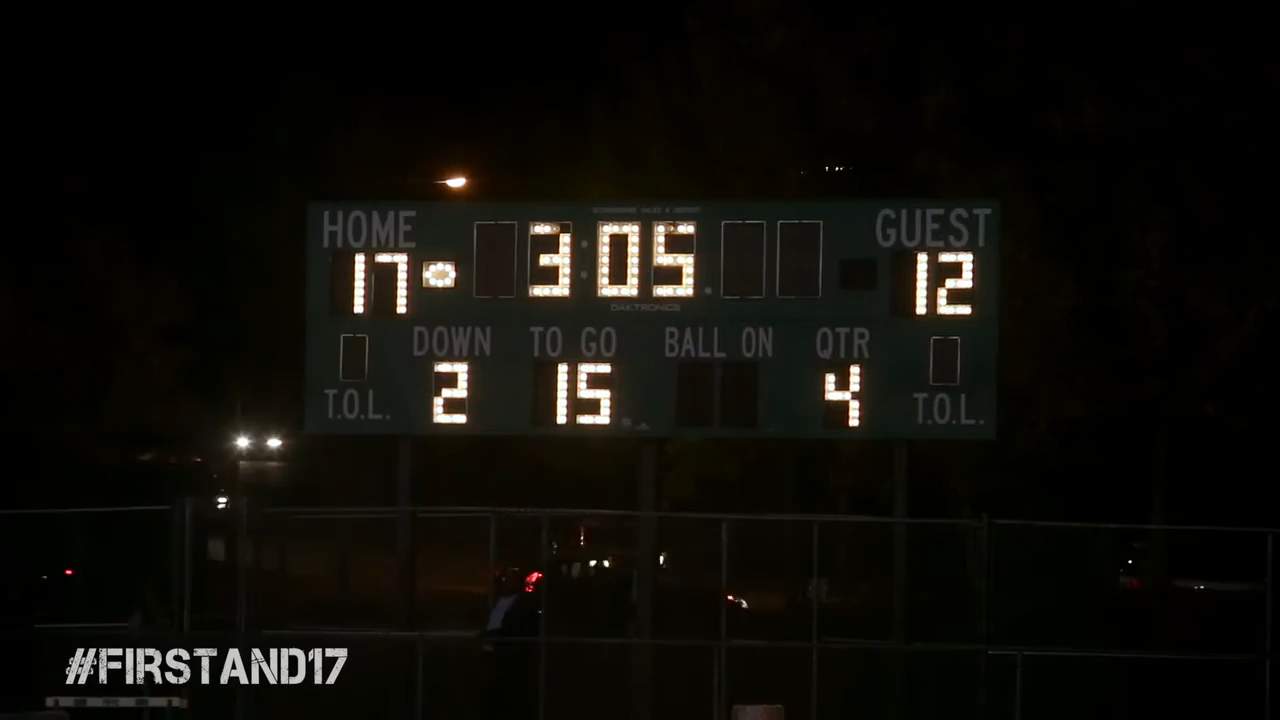 HOME 3:05 GUEST
17 12
DAKTRONICS
DOWN TO GO BALL ON QTR
2 15 4
T.O.L. T.O.L.
#FIRSTAND17